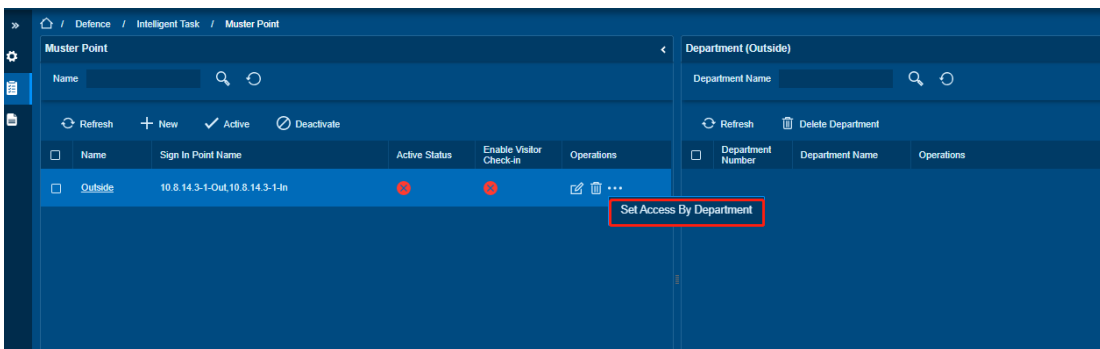 / Defence / Intelligent Task / Muster Point
Muster Point
Name
Refresh New Active Deactivate
Name Sign In Point Name Active Status Enable Visitor Check-in Operations
Outside 10.8.14.3-1-Out,10.8.14.3-1-In
Set Access By Department
Department (Outside)
Department Name
Refresh Delete Department
Department Number Department Name Operations